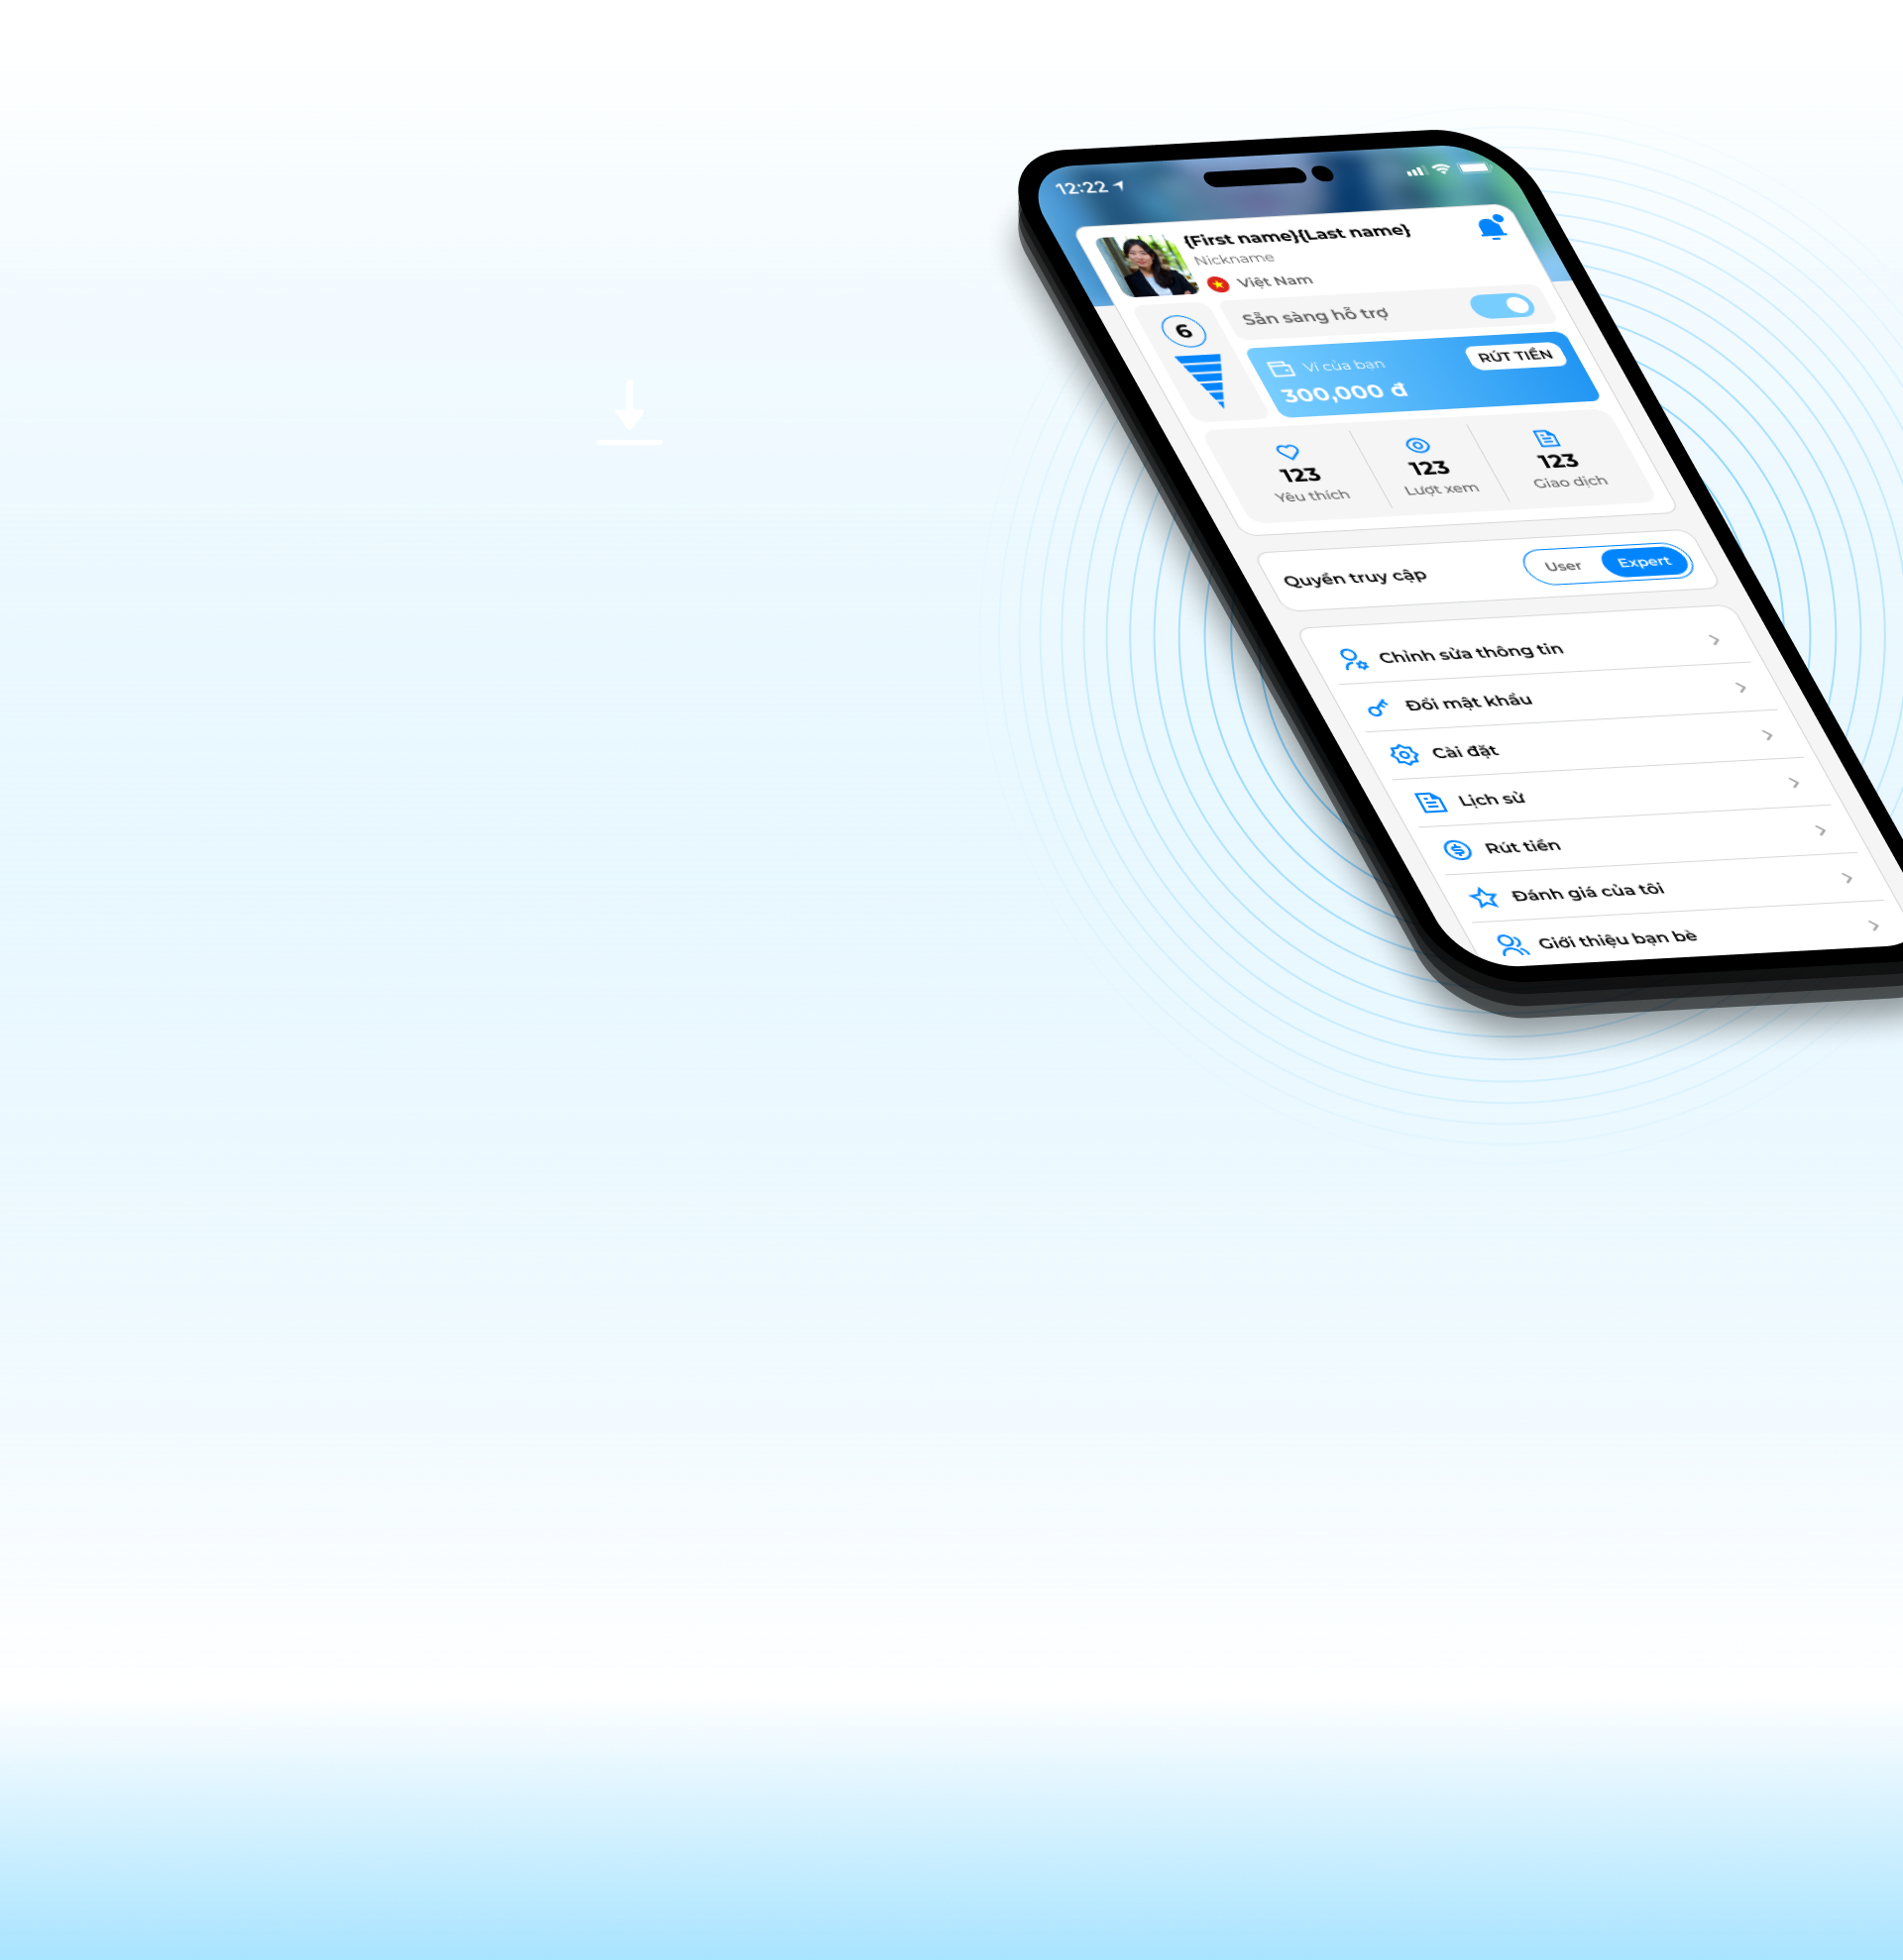 12:22
{First name}{Last name}
Nickname
Việt Nam
6
Sẵn sàng hỗ trợ
Ví của bạn
RÚT TIỀN
300,000 đ
123
123
123
Yêu thích
Lượt xem
Giao dịch
Quyền truy cập
User
Expert
Chỉnh sửa thông tin
Đổi mật khẩu
Cài đặt
Lịch sử
Rút tiền
Đánh giá của tôi
Giới thiệu bạn bè